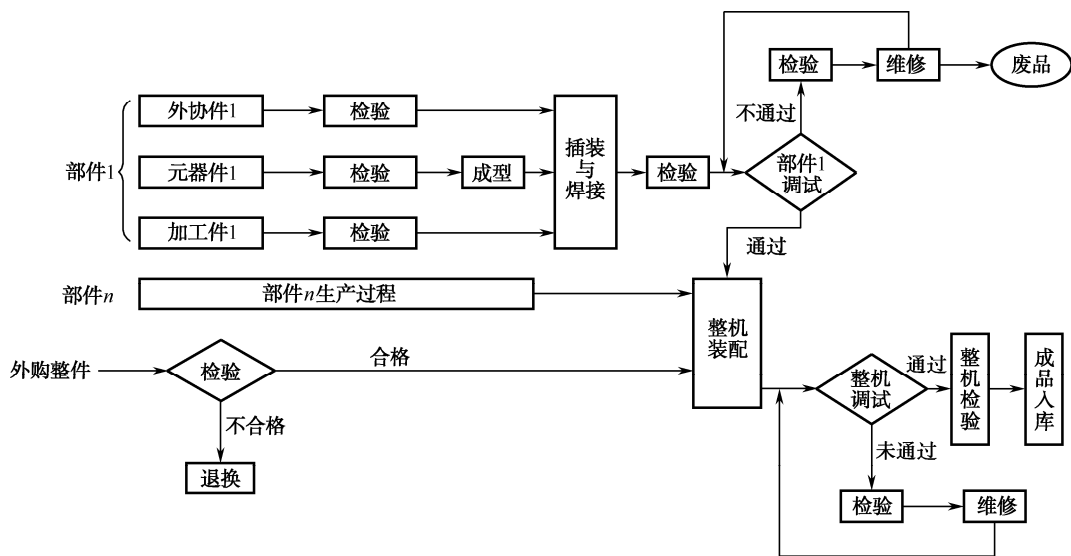 检验
维修
废品
不通过
外协件1
检验
部件1
元器件1
检验
成型
插装
与
焊接
检验
部件1
调试
加工件1
检验
通过
部件n
部件n生产过程
整机
装配
外购整件
检验
合格
不合格
退换
整机
调试
通过
整机检验
成品入库
未通过
检验
维修